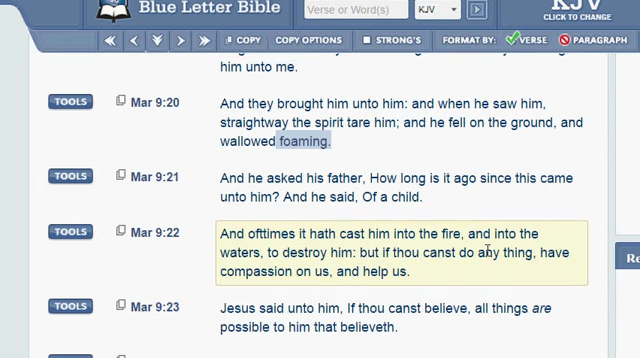 Blue Letter Bible
Verse or Word(s)
KJV
KJV
CLICK TO CHANGE
COPY COPY OPTIONS STRONG'S FORMAT BY: VERSE PARAGRAPH
him unto me.
TOOLS Mar 9:20 And they brought him unto him: and when he saw him,
straightway the spirit tare him; and he fell on the ground, and
wallowed foaming.
TOOLS Mar 9:21 And he asked his father, How long is it ago since this came
unto him? And he said, Of a child.
TOOLS Mar 9:22 And ofttimes it hath cast him into the fire, and into the
waters, to destroy him: but if thou canst do any thing, have
compassion on us, and help us.
TOOLS Mar 9:23 Jesus said unto him, If thou canst believe, all things are
possible to him that believeth.
Re